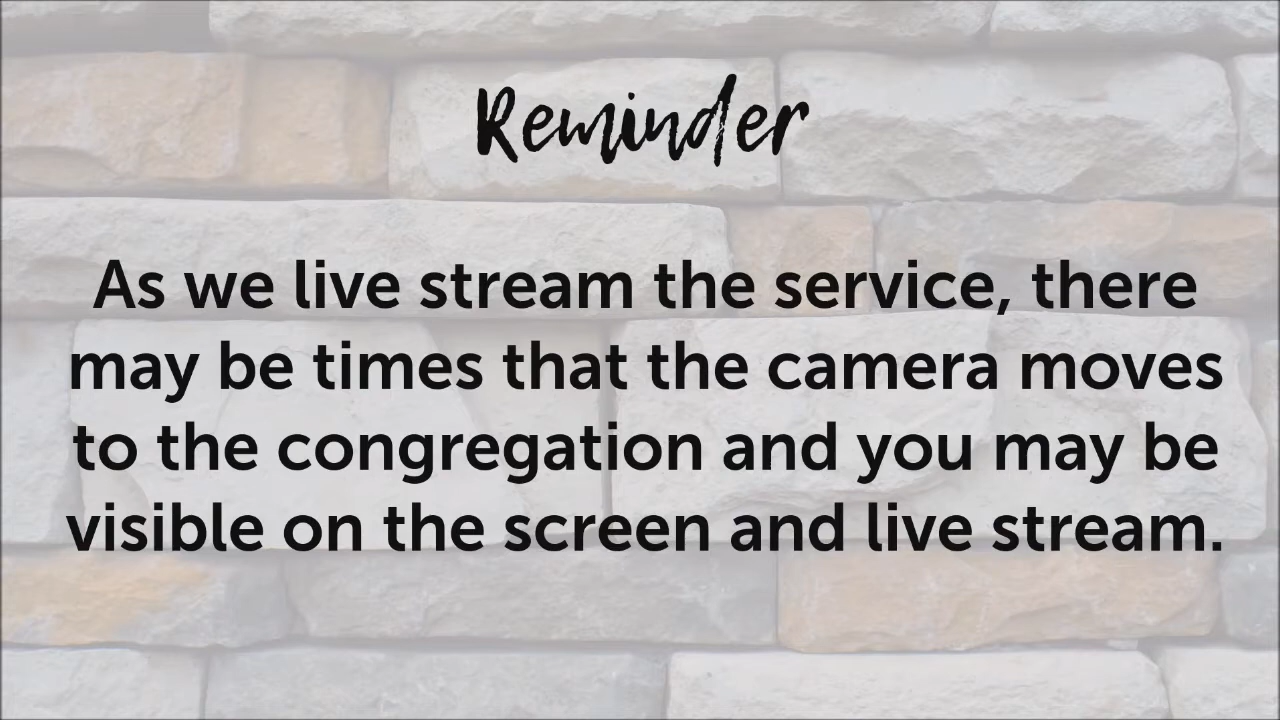 Reminder
As we live stream the service, there
may be times that the camera moves
to the congregation and you may be
visible on the screen and live stream.